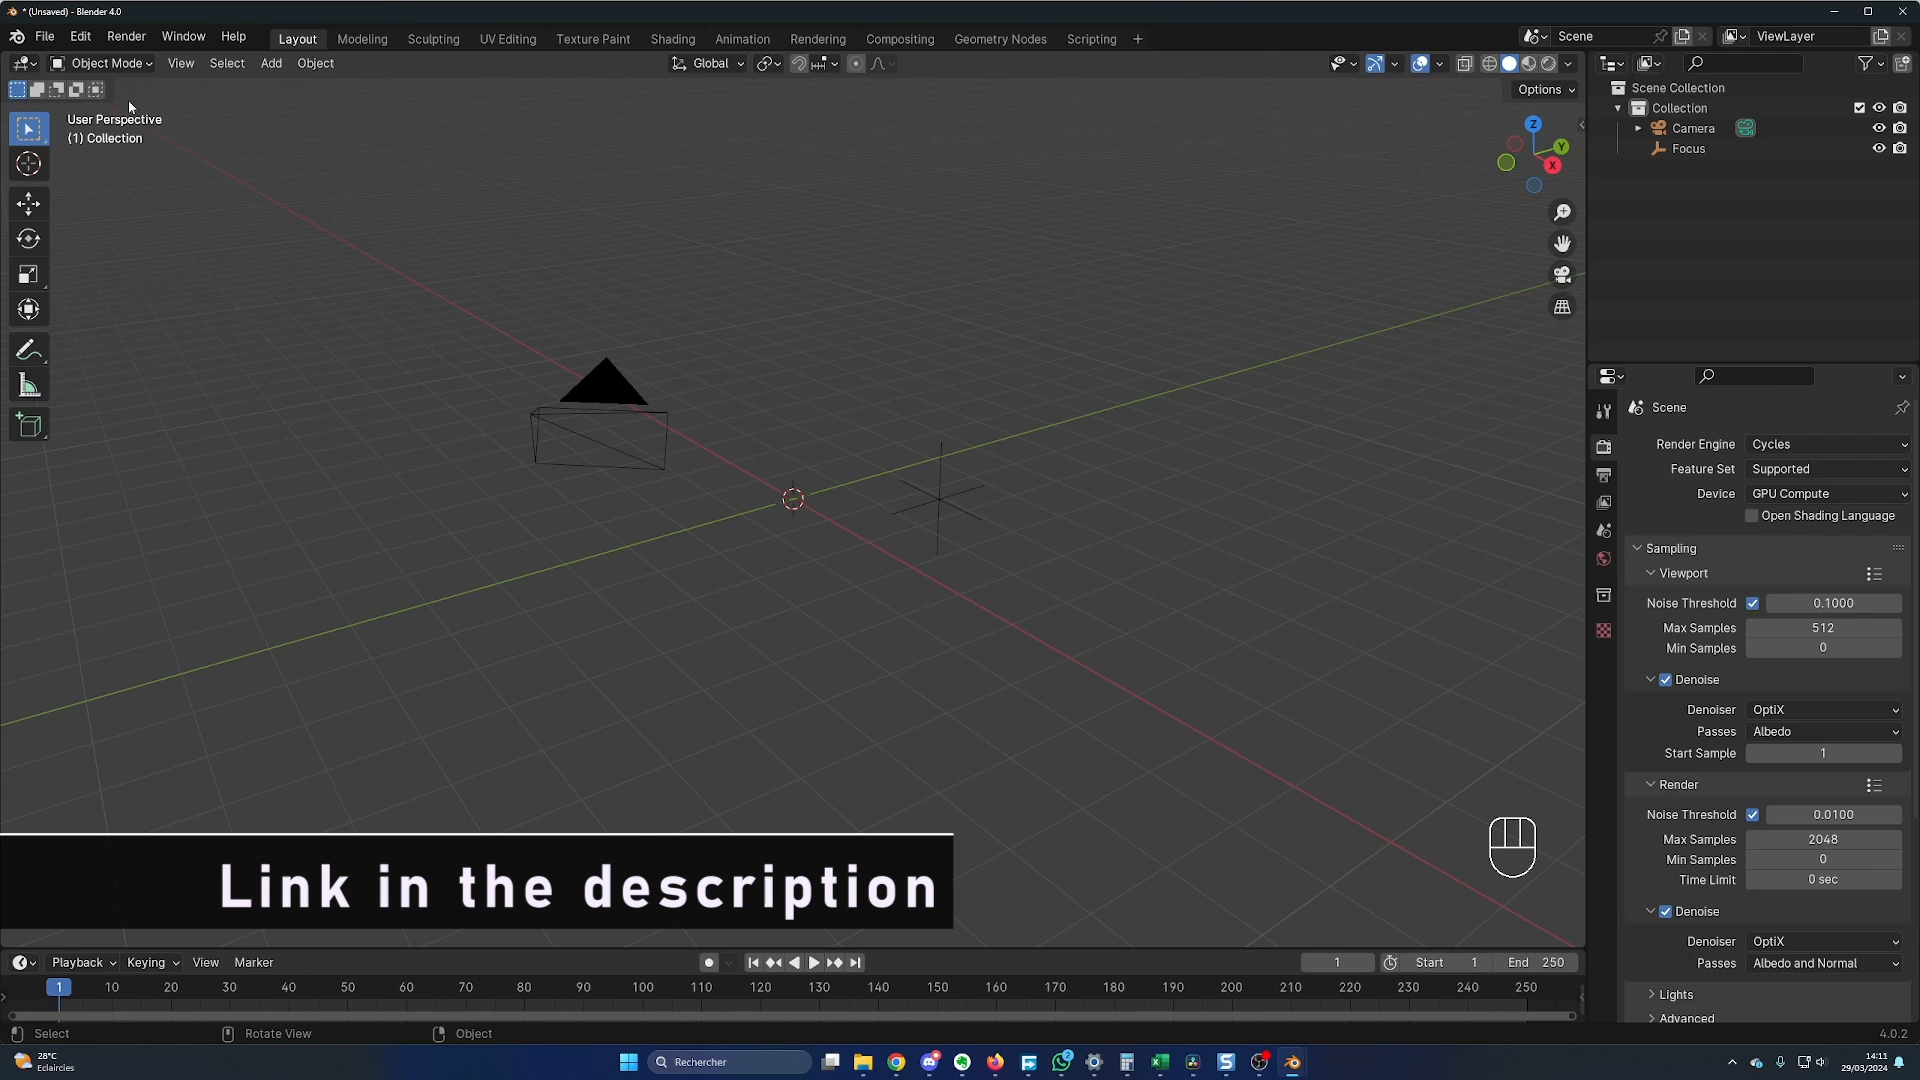 * (Unsaved) - Blender 4.0
File Edit Render Window Help Layout Modeling Sculpting UV Editing Texture Paint Shading Animation Rendering Compositing Geometry Nodes Scripting + Scene ViewLayer
Object Mode View Select Add Object Global
Options
User Perspective
(1) Collection
Z
Y
X
Scene Collection
Collection
Camera
Focus
Scene
Render Engine Cycles
Feature Set Supported
Device GPU Compute
Open Shading Language
Sampling
Viewport
Noise Threshold 0.1000
Max Samples 512
Min Samples 0
Denoise
Denoiser OptiX
Passes Albedo
Start Sample 1
Render
Noise Threshold 0.0100
Max Samples 2048
Min Samples 0
Time Limit 0 sec
Denoise
Denoiser OptiX
Passes Albedo and Normal
Lights
Advanced
Link in the description
Playback Keying View Marker 1 Start 1 End 250
1 10 20 30 40 50 60 70 80 90 100 110 120 130 140 150 160 170 180 190 200 210 220 230 240 250
Select Rotate View Object 4.0.2
28°C
Eclaircies
Rechercher
2
14:11
29/03/2024